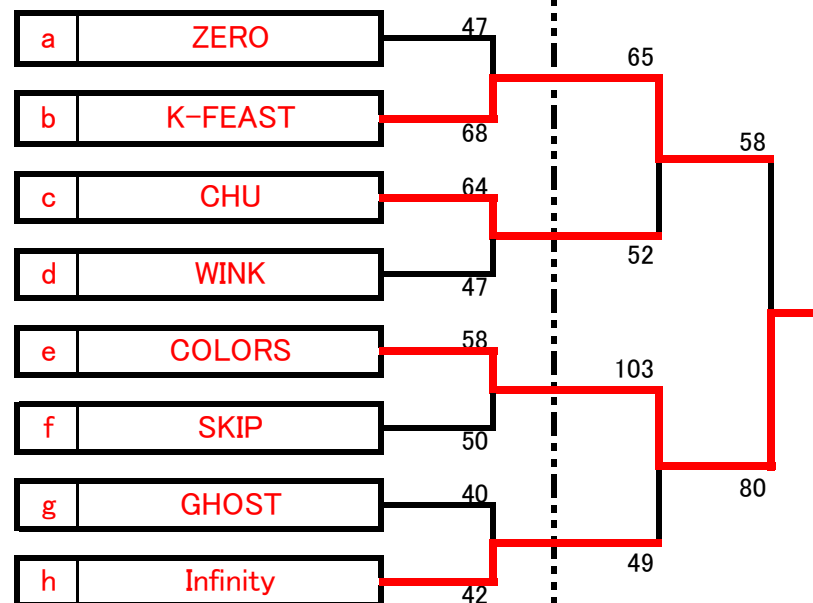 47
a ZERO
65
b K-FEAST
68
58
64
c CHU
52
d WINK
47
58
e COLORS
103
f SKIP
50
80
40
g GHOST
49
h Infinity
42